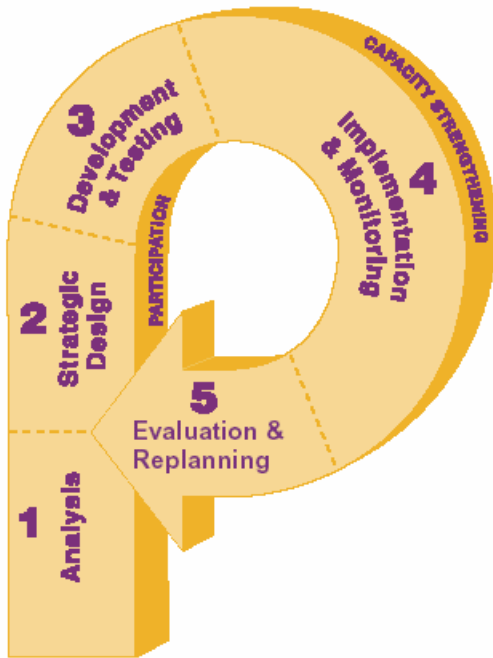 1
Analysis
2
Strategic
Design
3
Development
& Testing
PARTICIPATION
4
Implementation
& Monitoring
CAPACITY STRENGTHENING
5
Evaluation &
Replanning